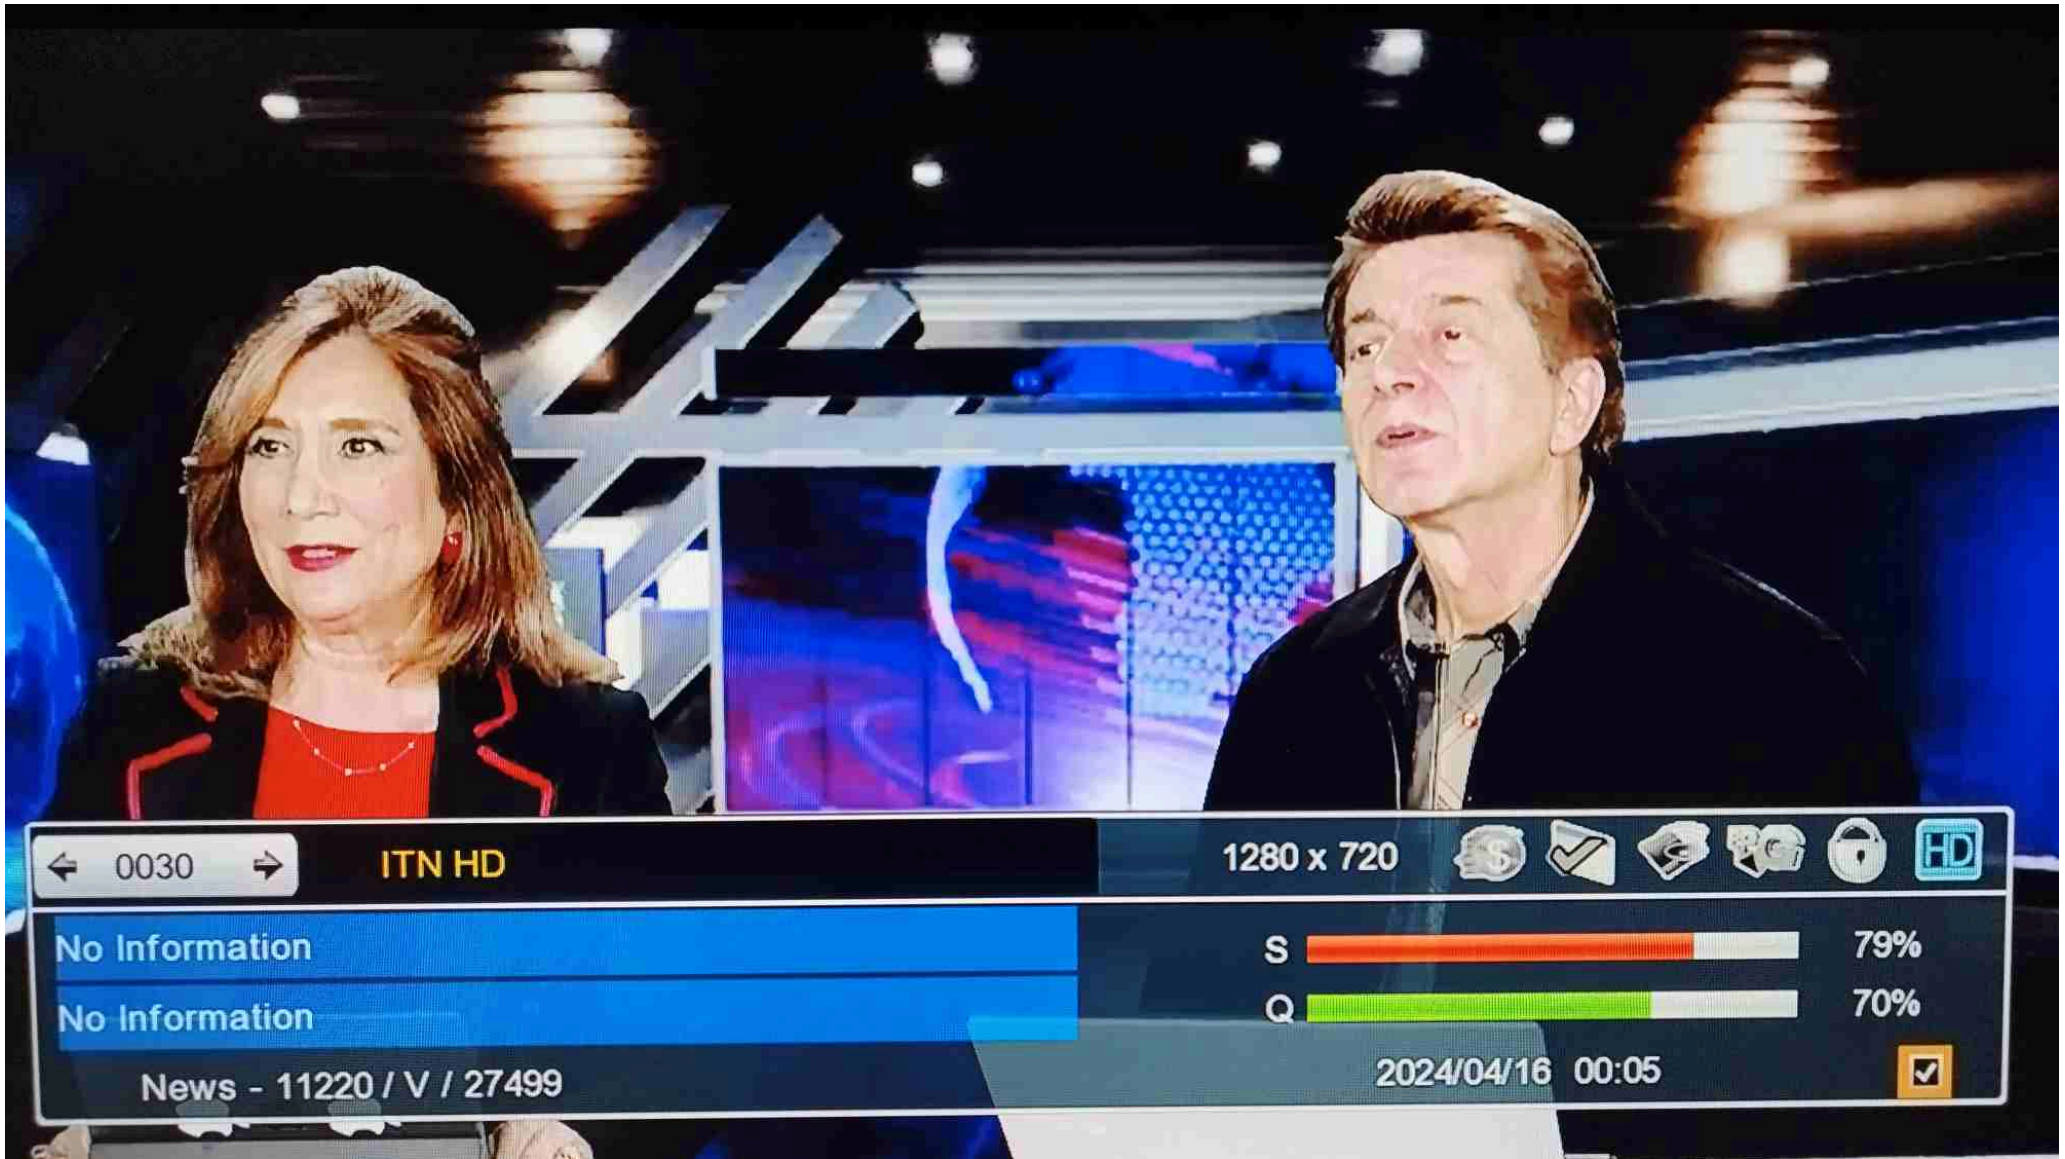 0030
ITN HD
1280 x 720
HD
No Information
No Information
S 79%
Q 70%
News - 11220 / V / 27499
2024/04/16 00:05